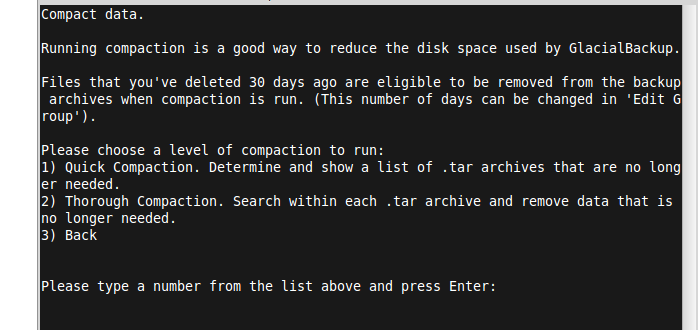 Compact data.
Running compaction is a good way to reduce the disk space used by GlacialBackup.
Files that you've deleted 30 days ago are eligible to be removed from the backup
archives when compaction is run. (This number of days can be changed in 'Edit G
roup').
Please choose a level of compaction to run:
1) Quick Compaction. Determine and show a list of .tar archives that are no long
er needed.
2) Thorough Compaction. Search within each .tar archive and remove data that is
no longer needed.
3) Back
Please type a number from the list above and press Enter: